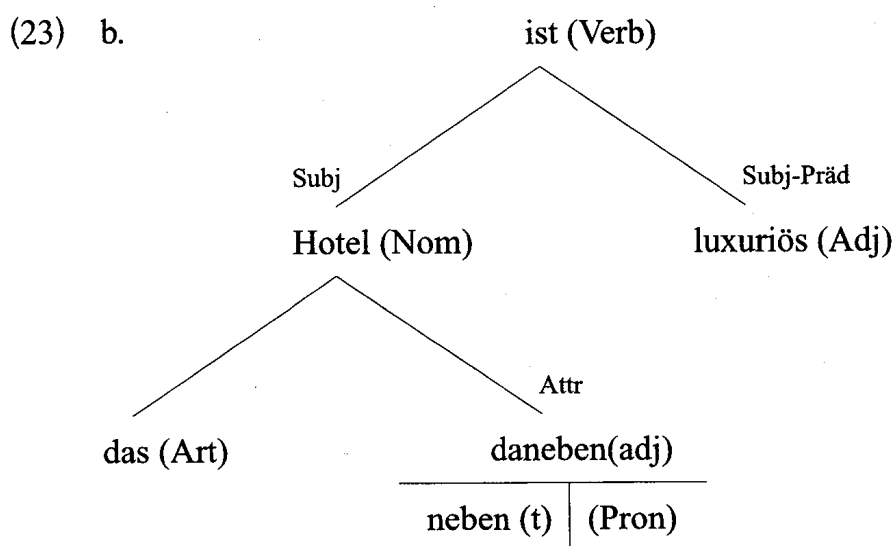 (23) b. ist (Verb)
Subj Subj-Präd
Hotel (Nom) luxuriös (Adj)
Attr
das (Art) daneben(adj)
neben (t) (Pron)